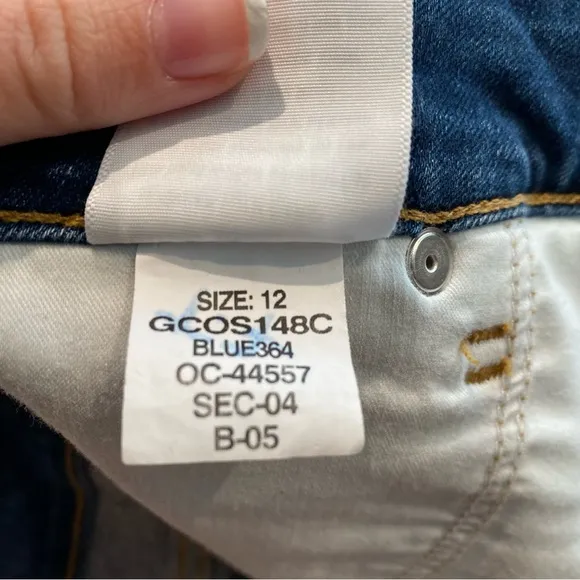 SIZE: 12
GCOS148C
BLUE364
OC-44557
SEC-04
B-05